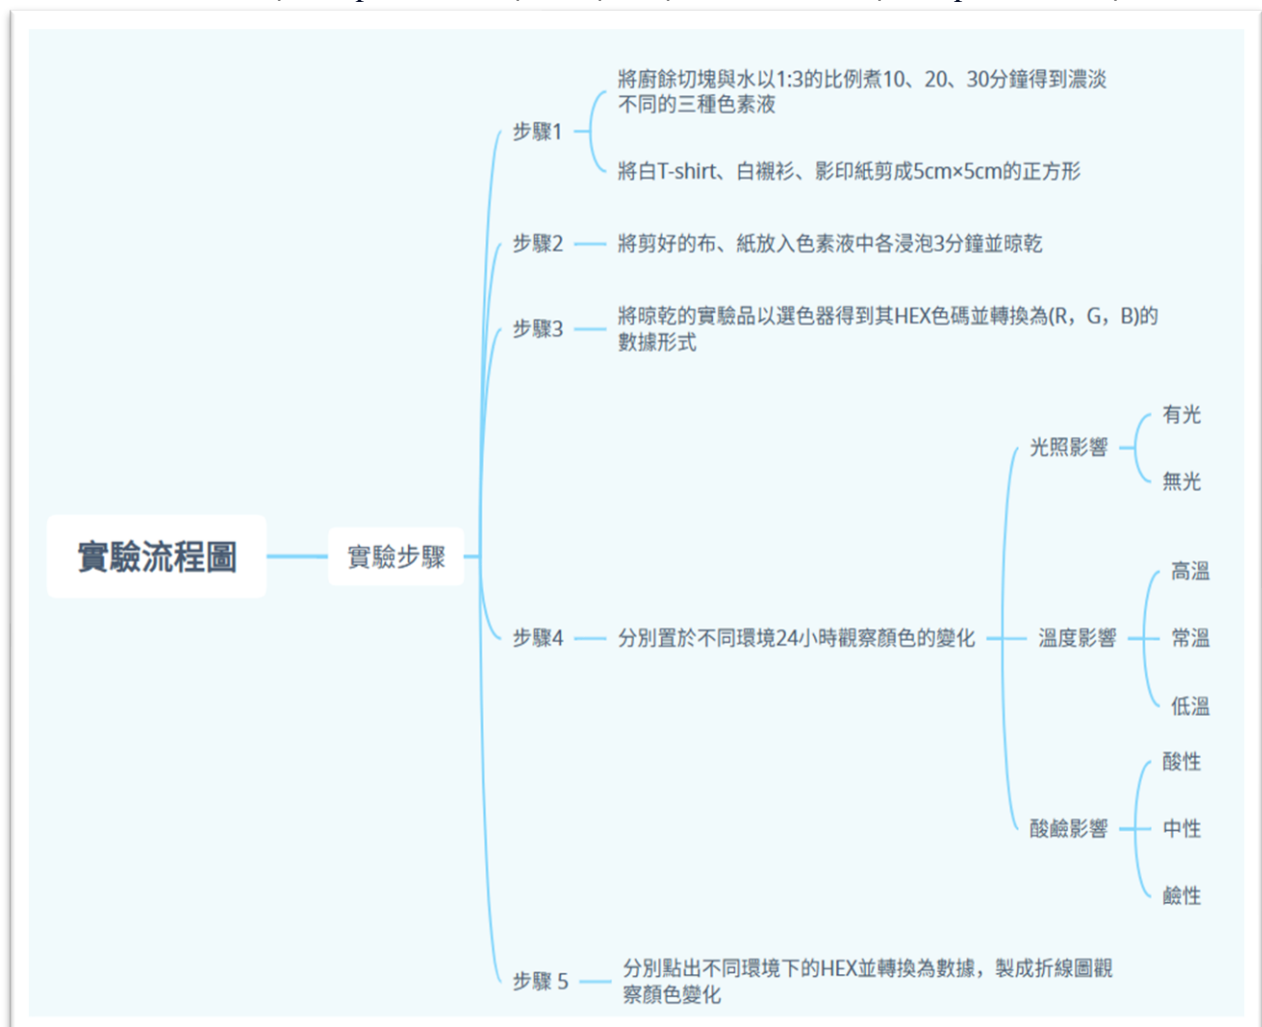 將廚餘切塊與水以1:3的比例煮10、20、30分鐘得到濃淡
不同的三種色素液
步驟1
將白T-shirt、白襯衫、影印紙剪成5cm×5cm的正方形
步驟2
將剪好的布、紙放入色素液中各浸泡3分鐘並晾乾
步驟3
將晾乾的實驗品以選色器得到其HEX色碼並轉換為(R，G，B)的
數據形式
有光
光照影響
無光
實驗流程圖
實驗步驟
高溫
步驟4
分別置於不同環境24小時觀察顏色的變化
溫度影響
常溫
低溫
酸性
酸鹼影響
中性
鹼性
步驟 5
分別點出不同環境下的HEX並轉換為數據，製成折線圖觀
察顏色變化